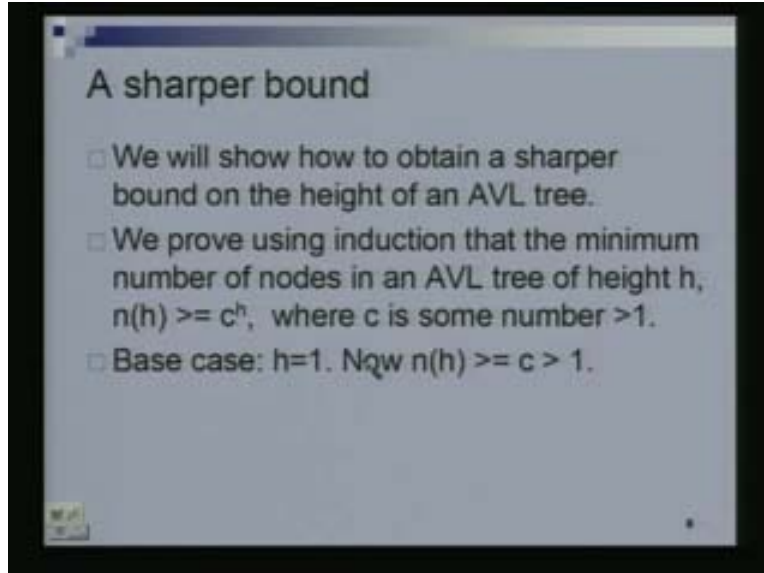 A sharper bound
We will show how to obtain a sharper
bound on the height of an AVL tree.
We prove using induction that the minimum
number of nodes in an AVL tree of height h,
n(h) >= cʰ, where c is some number >1.
Base case: h=1. Now n(h) >= c > 1.